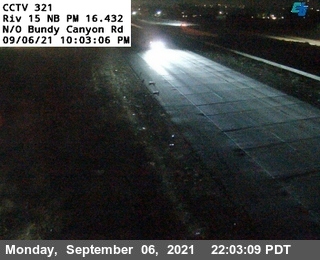 CCTV 321
Riv 15 NB PM 16.432
N/O Bundy Canyon Rd
09/06/21 10:03:06 PM
Monday, September 06, 2021 22:03:09 PDT